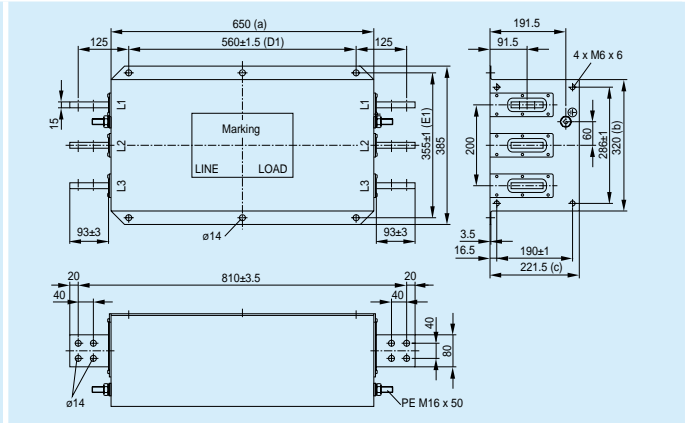 650 (a)
125
560±1.5 (D1)
125
191.5
91.5
4 x M6 x 6
L1
L1
15
Marking
L2
L2
LINE
LOAD
L3
L3
355±1 (E1)
385
200
60
286±1
320 (b)
93±3
ø14
93±3
3.5
16.5
190±1
221.5 (c)
20
810±3.5
20
40
40
40
80
ø14
PE M16 x 50